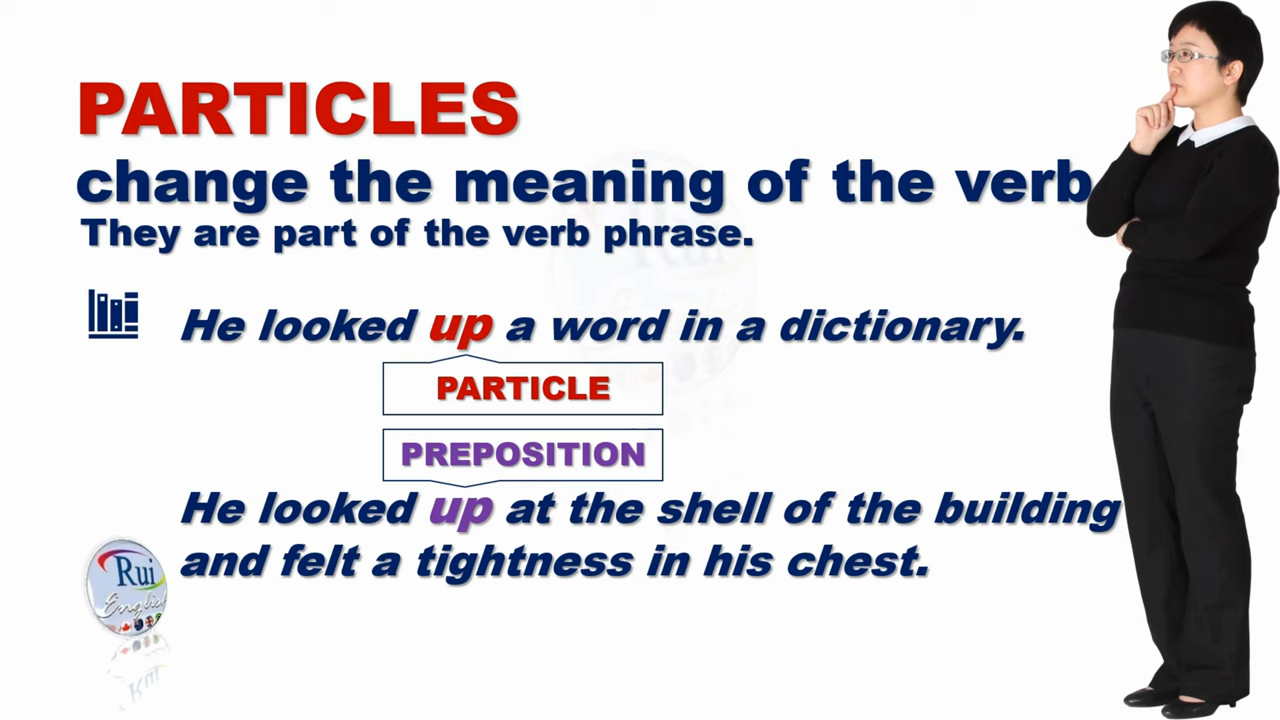 PARTICLES
change the meaning of the verb
They are part of the verb phrase.
He looked up a word in a dictionary.
PARTICLE
PREPOSITION
He looked up at the shell of the building
and felt a tightness in his chest.
Rui
English